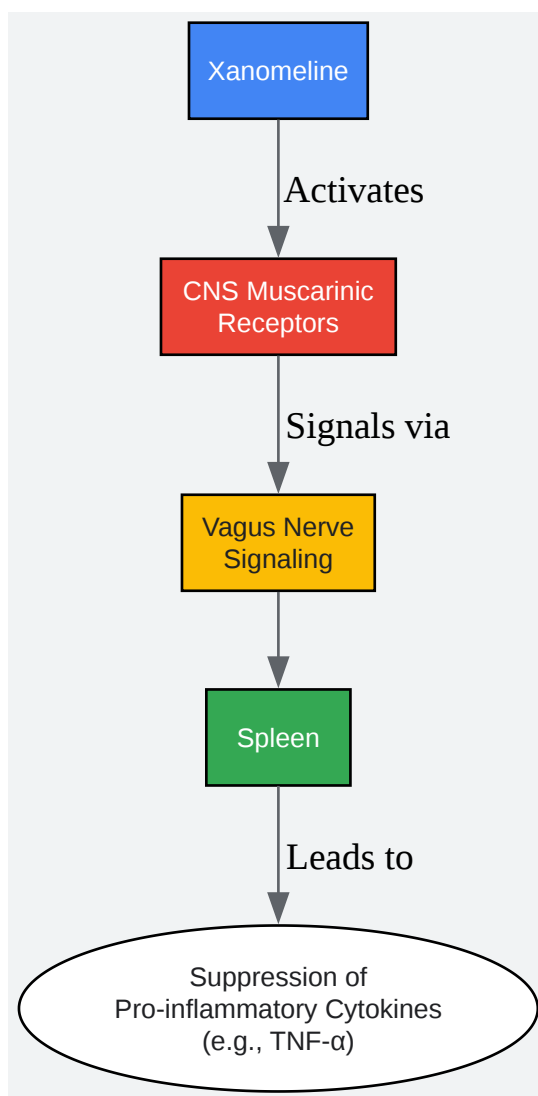 Xanomeline
Activates
CNS Muscarinic
Receptors
Signals via
Vagus Nerve
Signaling
Spleen
Leads to
Suppression of
Pro-inflammatory Cytokines
(e.g., TNF-α)